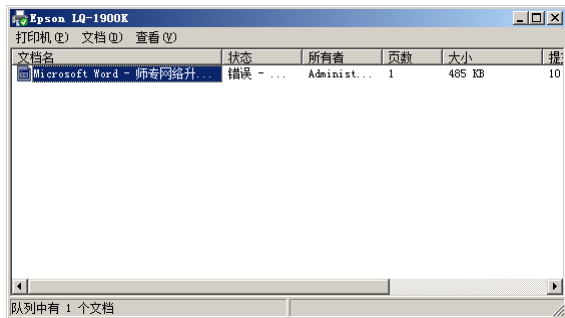 Epson LQ-1900K
打印机(P) 文档(D) 查看(V)
文档名 状态 所有者 页数 大小 提
Microsoft Word - 师专网络升... 错误 - ... Administ... 1 485 KB 10
队列中有 1 个文档